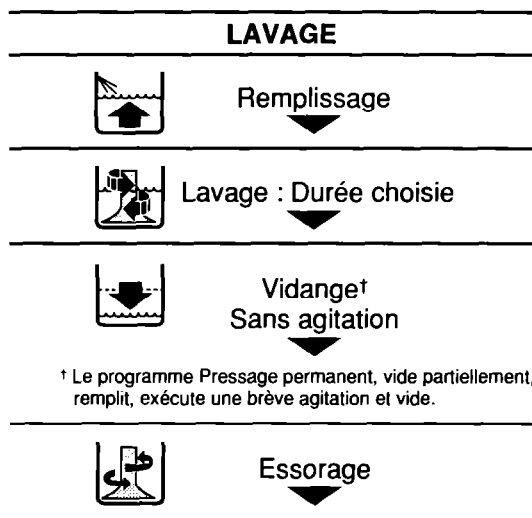 LAVAGE
Remplissage
Lavage : Durée choisie
Vidange†
Sans agitation
† Le programme Pressage permanent, vide partiellement,
remplit, exécute une brève agitation et vide.
Essorage